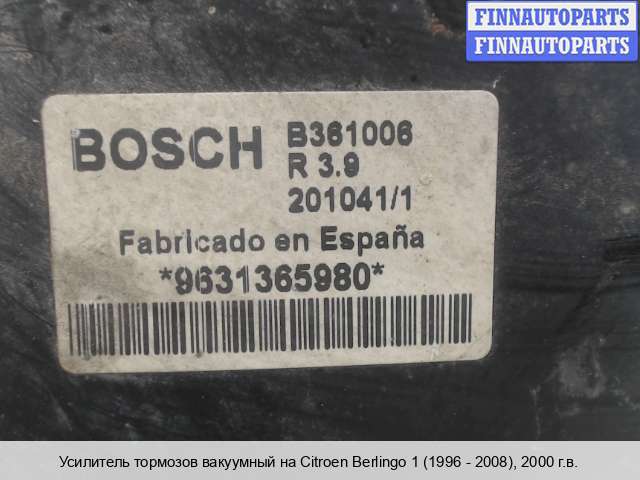 FINNAUTOPARTS
FINNAUTOPARTS
BOSCH
B361006
R 3.9
201041/1
Fabricado en España
*9631365980*
Усилитель тормозов вакуумный на Citroen Berlingo 1 (1996 - 2008), 2000 г.в.